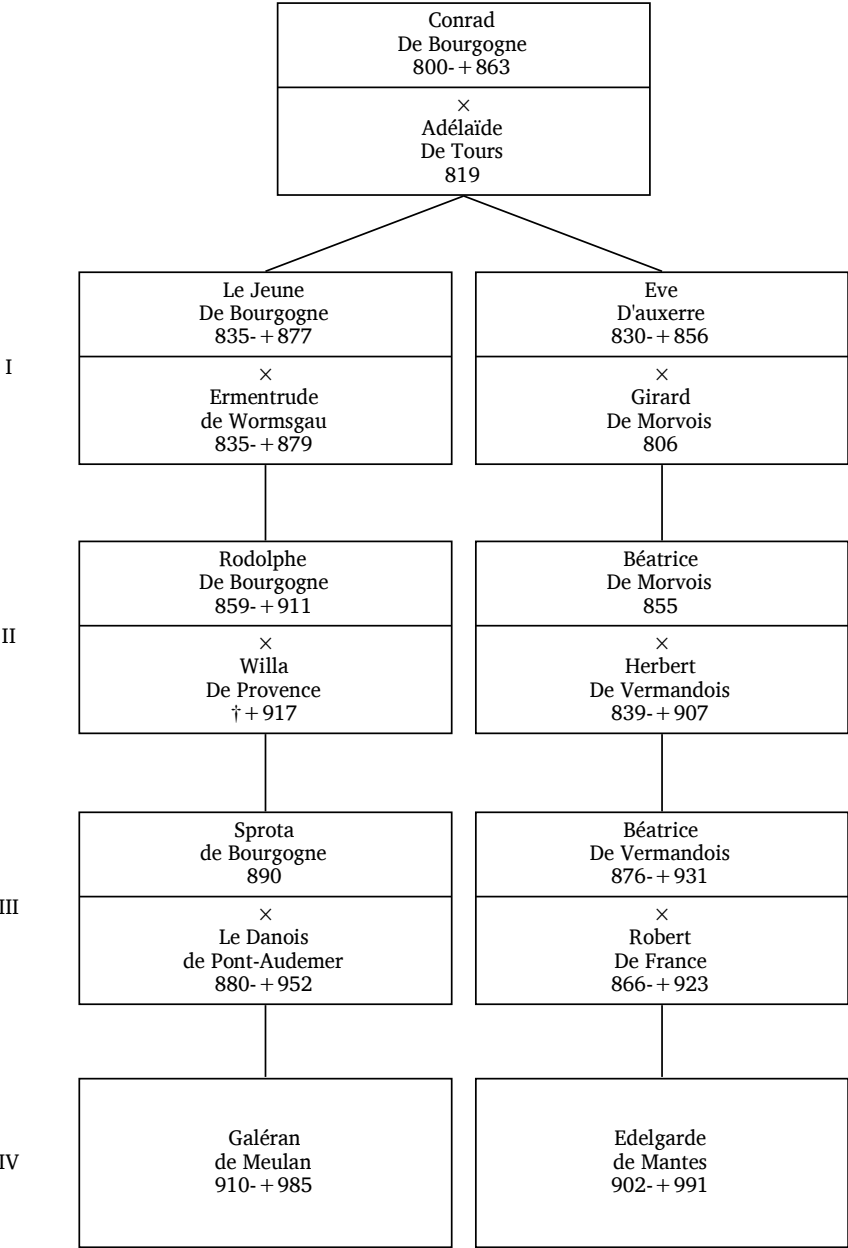 Conrad
De Bourgogne
800-+863
×
Adélaïde
De Tours
819
I
Le Jeune
De Bourgogne
835-+877
×
Ermentrude
de Wormsgau
835-+879
Eve
D'auxerre
830-+856
×
Girard
De Morvois
806
II
Rodolphe
De Bourgogne
859-+911
×
Willa
De Provence
†+917
Béatrice
De Morvois
855
×
Herbert
De Vermandois
839-+907
III
Sprota
de Bourgogne
890
×
Le Danois
de Pont-Audemer
880-+952
Béatrice
De Vermandois
876-+931
×
Robert
De France
866-+923
IV
Galéran
de Meulan
910-+985
Edelgarde
de Mantes
902-+991